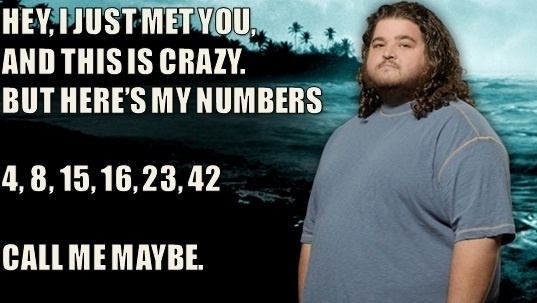 HEY, I JUST MET YOU,
AND THIS IS CRAZY.
BUT HERE'S MY NUMBERS
4, 8, 15, 16, 23, 42
CALL ME MAYBE.